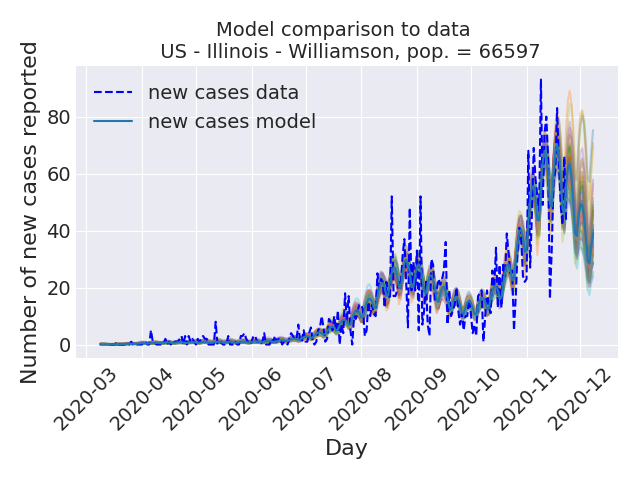 Model comparison to data
US - Illinois - Williamson, pop. = 66597
Number of new cases reported
80
60
40
20
0
new cases data
new cases model
2020-03
2020-04
2020-05
2020-06
2020-07
2020-08
2020-09
2020-10
2020-11
2020-12
Day